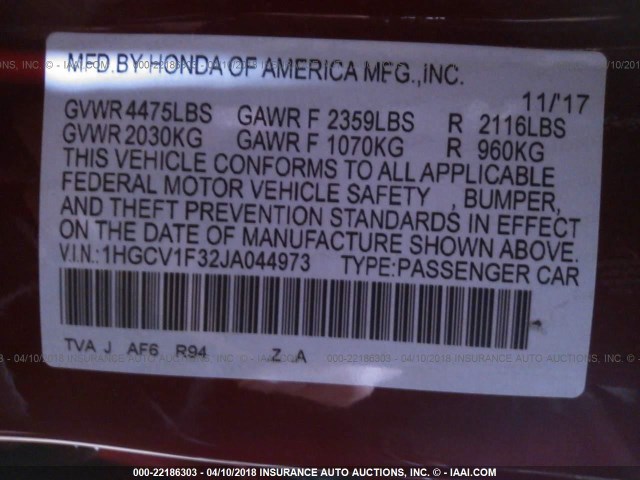 MFD.BY HONDA OF AMERICA MFG.,INC.
11/'17
GVWR 4475LBS GAWR F 2359LBS R 2116LBS
GVWR 2030KG GAWR F 1070KG R 960KG
THIS VEHICLE CONFORMS TO ALL APPLICABLE
FEDERAL MOTOR VEHICLE SAFETY , BUMPER,
AND THEFT PREVENTION STANDARDS IN EFFECT
ON THE DATE OF MANUFACTURE SHOWN ABOVE.
V.I.N.:1HGCV1F32JA044973 TYPE:PASSENGER CAR
TVA J AF6 R94 Z A
000-22186303 - 04/10/2018 INSURANCE AUTO AUCTIONS, INC. - © IAAI.COM